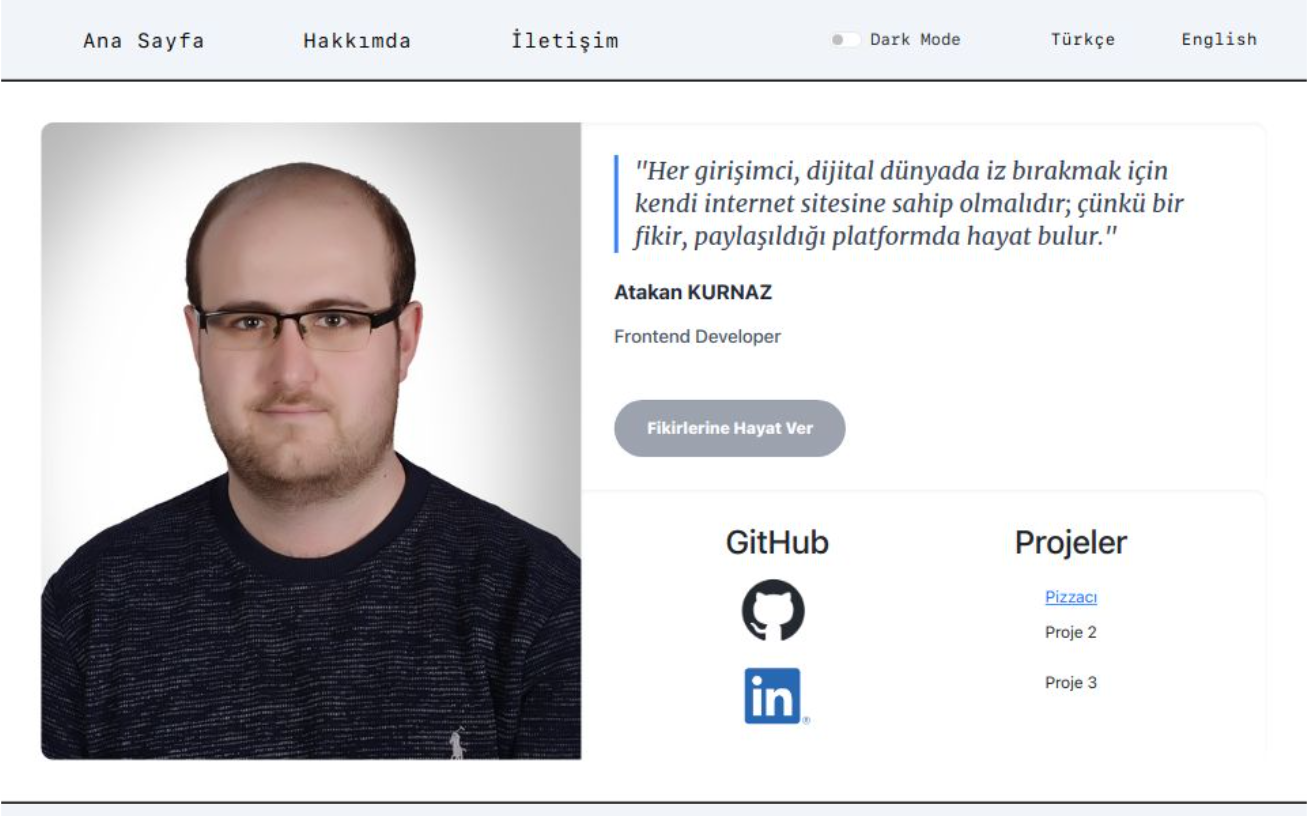 Ana Sayfa Hakkımda İletişim Dark Mode Türkçe English
"Her girişimci, dijital dünyada iz bırakmak için
kendi internet sitesine sahip olmalıdır; çünkü bir
fikir, paylaşıldığı platformda hayat bulur."
Atakan KURNAZ
Frontend Developer
Fikirlerine Hayat Ver
GitHub
in®
Projeler
Pizzacı
Proje 2
Proje 3